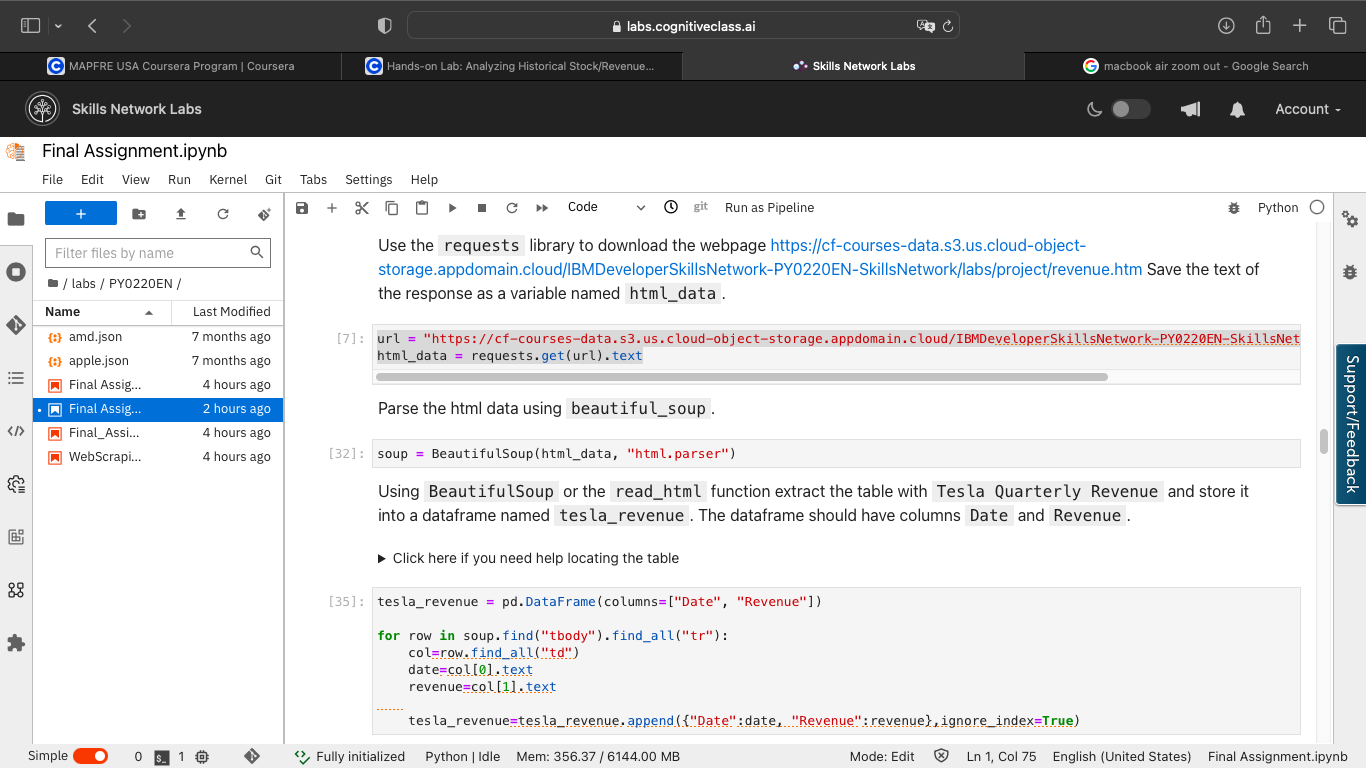 labs.cognitiveclass.ai
MAPFRE USA Coursera Program | Coursera
Hands-on Lab: Analyzing Historical Stock/Revenue...
Skills Network Labs
macbook air zoom out - Google Search
Skills Network Labs
Account
Final Assignment.ipynb
File Edit View Run Kernel Git Tabs Settings Help
Code
git
Run as Pipeline
Python
Filter files by name
/ labs / PY0220EN /
Name Last Modified
amd.json 7 months ago
apple.json 7 months ago
Final Assig... 4 hours ago
Final Assig... 2 hours ago
Final_Assi... 4 hours ago
WebScrapi... 4 hours ago
Use the requests library to download the webpage https://cf-courses-data.s3.us.cloud-object-
storage.appdomain.cloud/IBMDeveloperSkillsNetwork-PY0220EN-SkillsNetwork/labs/project/revenue.htm Save the text of
the response as a variable named html_data.
[7]: url = "https://cf-courses-data.s3.us.cloud-object-storage.appdomain.cloud/IBMDeveloperSkillsNetwork-PY0220EN-SkillsNet
html_data = requests.get(url).text
Parse the html data using beautiful_soup.
[32]: soup = BeautifulSoup(html_data, "html.parser")
Using BeautifulSoup or the read_html function extract the table with Tesla Quarterly Revenue and store it
into a dataframe named tesla_revenue. The dataframe should have columns Date and Revenue.
Click here if you need help locating the table
[35]: tesla_revenue = pd.DataFrame(columns=["Date", "Revenue"])
for row in soup.find("tbody").find_all("tr"):
col=row.find_all("td")
date=col[0].text
revenue=col[1].text
tesla_revenue=tesla_revenue.append({"Date":date, "Revenue":revenue},ignore_index=True)
Support/Feedback
Simple 0 1 Fully initialized Python | Idle Mem: 356.37 / 6144.00 MB Mode: Edit Ln 1, Col 75 English (United States) Final Assignment.ipynb